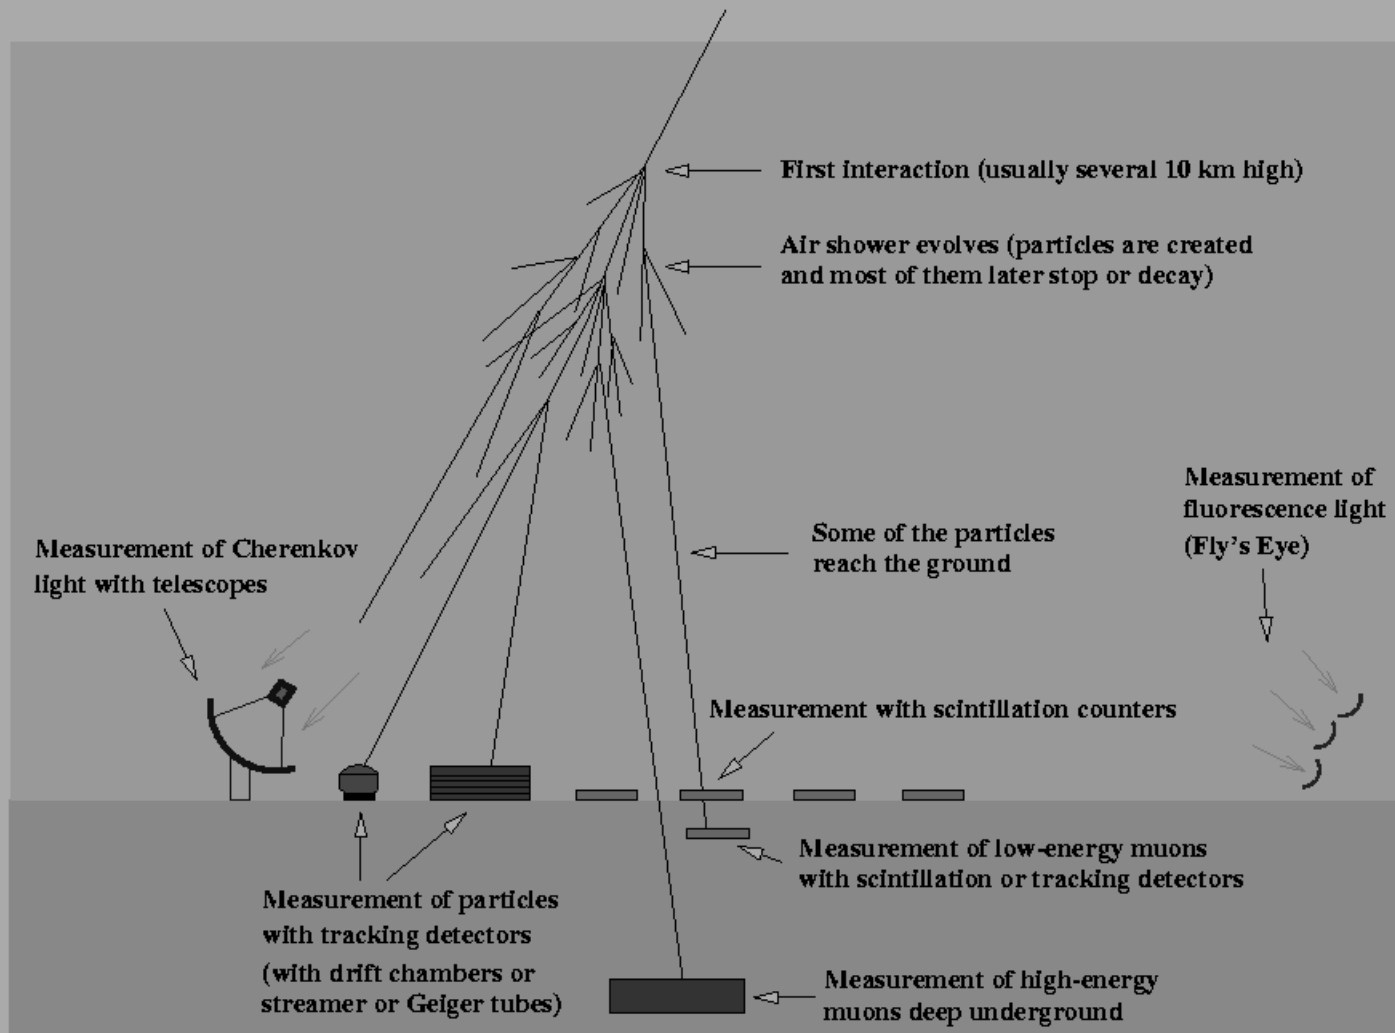 First interaction (usually several 10 km high)
Air shower evolves (particles are created
and most of them later stop or decay)
Measurement of
fluorescence light
(Fly's Eye)
Some of the particles
reach the ground
Measurement of Cherenkov
light with telescopes
Measurement with scintillation counters
Measurement of low-energy muons
with scintillation or tracking detectors
Measurement of particles
with tracking detectors
(with drift chambers or
streamer or Geiger tubes)
Measurement of high-energy
muons deep underground